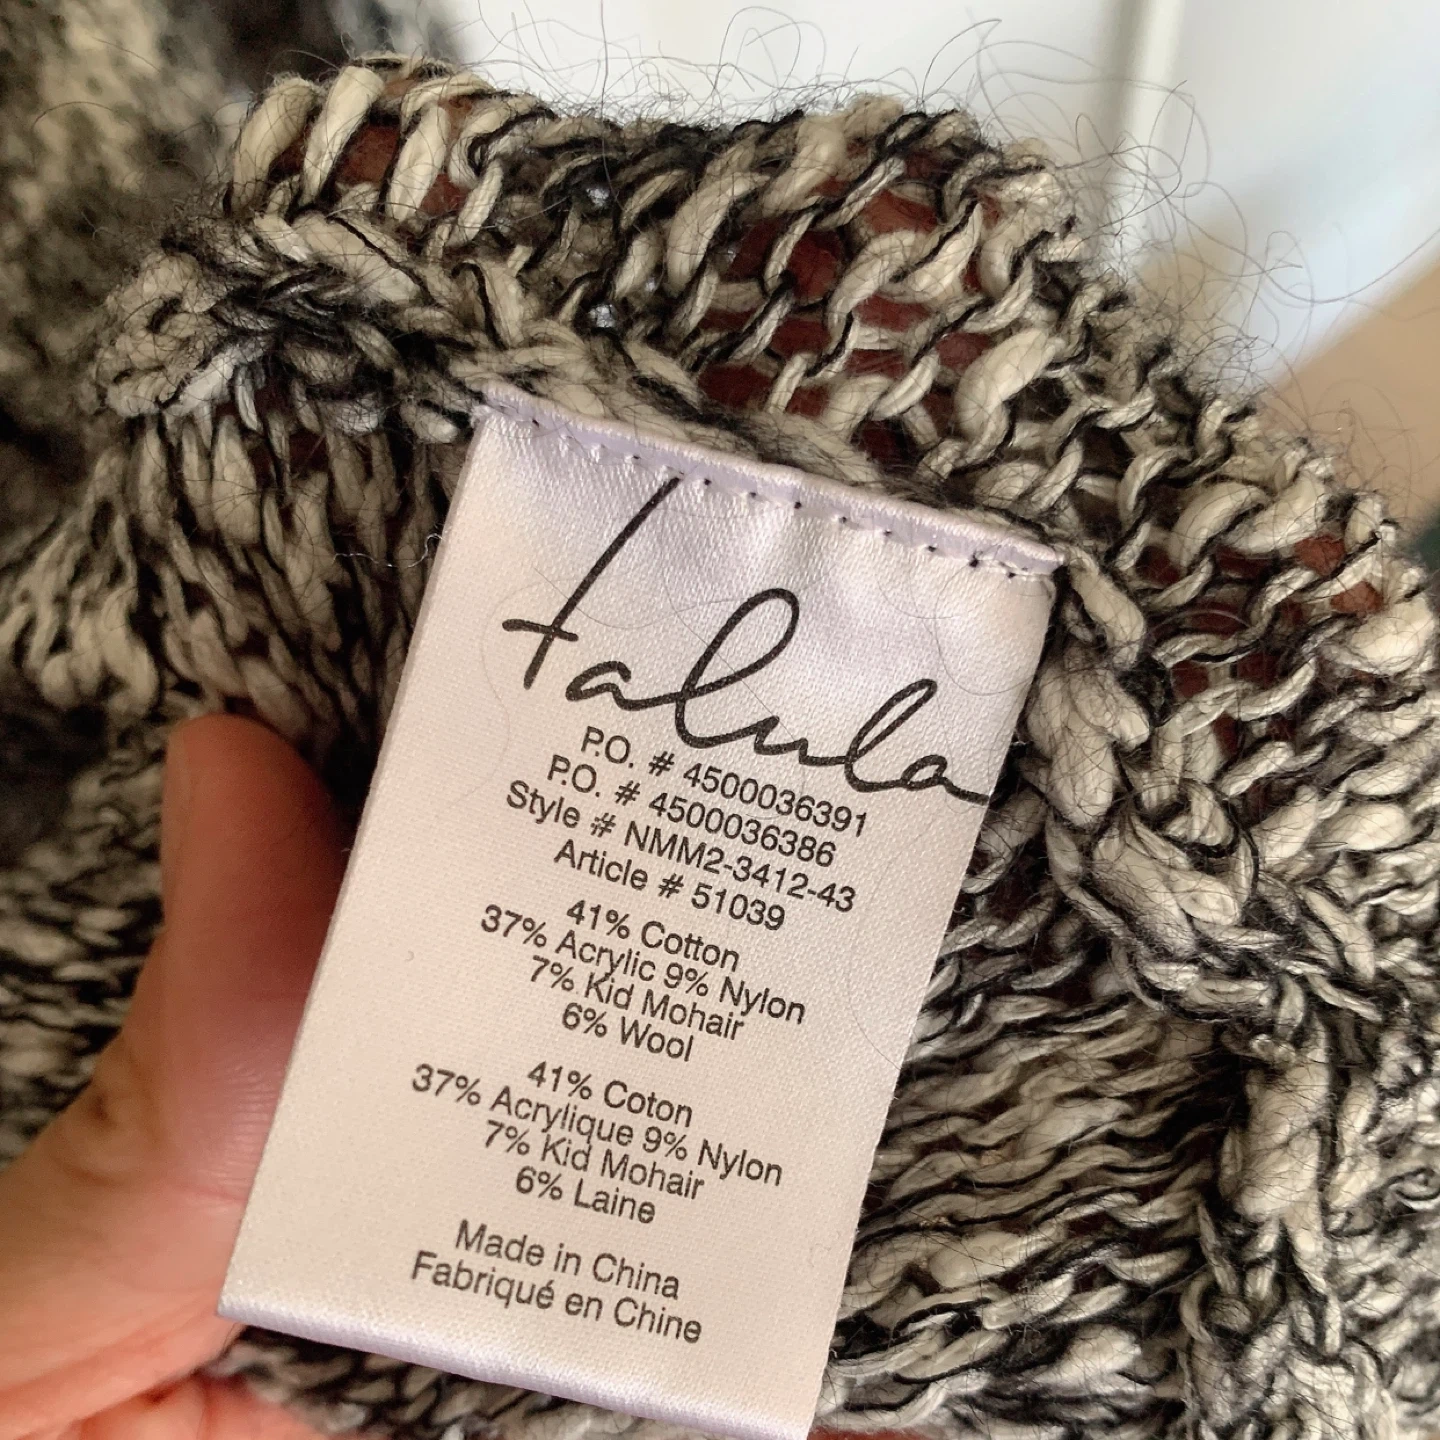 talula
P.O. # 4500036391
P.O. # 4500036386
Style # NMM2-3412-43
Article # 51039
41% Cotton
37% Acrylic 9% Nylon
7% Kid Mohair
6% Wool
41% Coton
37% Acrylique 9% Nylon
7% Kid Mohair
6% Laine
Made in China
Fabriqué en Chine